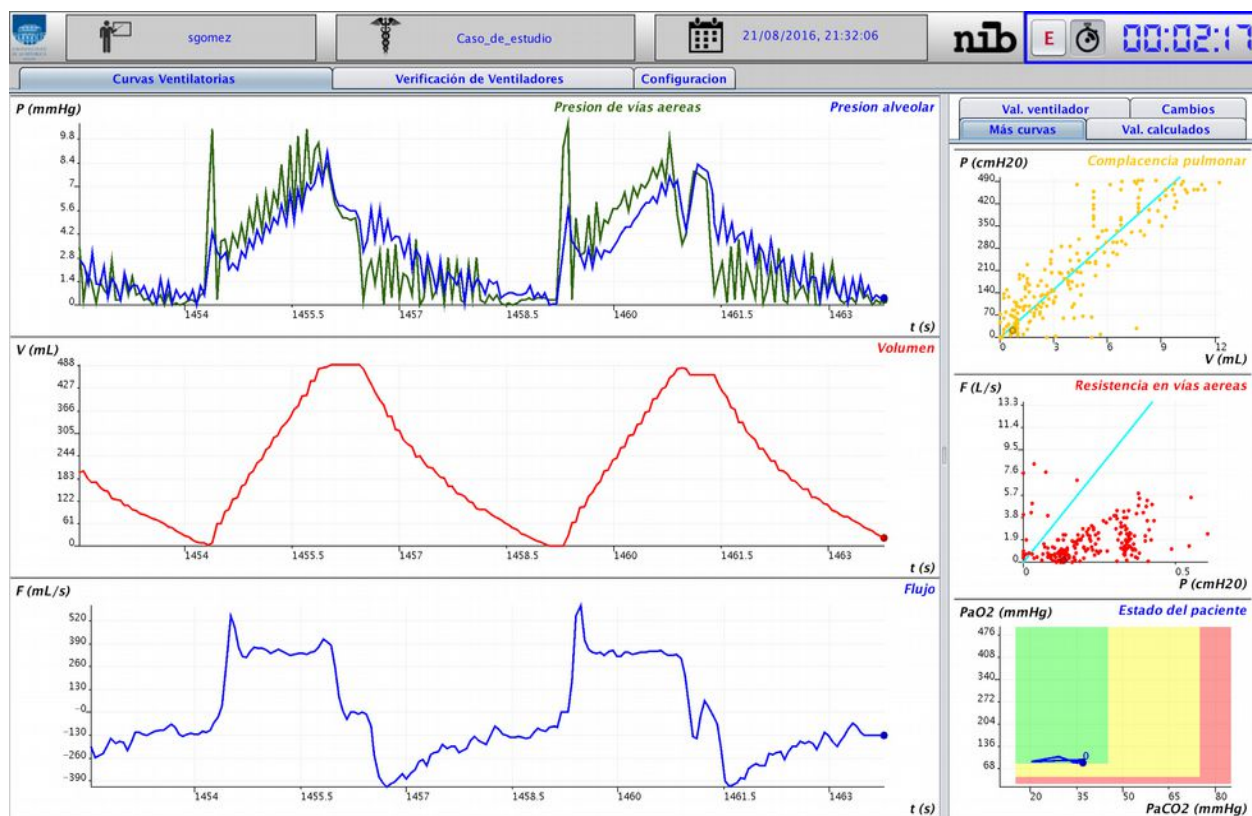 sgomez
Caso_de_estudio
21/08/2016, 21:32:06
nib
E
00:02:17
Curvas Ventilatorias
Verificación de Ventiladores
Configuracion
P (mmHg)
Presion de vías aereas
Presion alveolar
9.8
8.4
7
5.6
4.2
2.8
1.4
0
1454
1455.5
1457
1458.5
1460
1461.5
1463
t (s)
V (mL)
Volumen
488
427
366
305
244
183
122
61
0
1454
1455.5
1457
1458.5
1460
1461.5
1463
t (s)
F (mL/s)
Flujo
520
390
260
130
-0
-130
-260
-390
1454
1455.5
1457
1458.5
1460
1461.5
1463
t (s)
Val. ventilador
Cambios
Más curvas
Val. calculados
P (cmH20)
Complacencia pulmonar
490
420
350
280
210
140
70
0
0
3
6
9
12
V (mL)
F (L/s)
Resistencia en vías aereas
13.3
11.4
9.5
7.6
5.7
3.8
1.9
0
0
0.5
P (cmH20)
PaO2 (mmHg)
Estado del paciente
476
408
340
272
204
136
68
0
20
35
50
65
80
PaCO2 (mmHg)